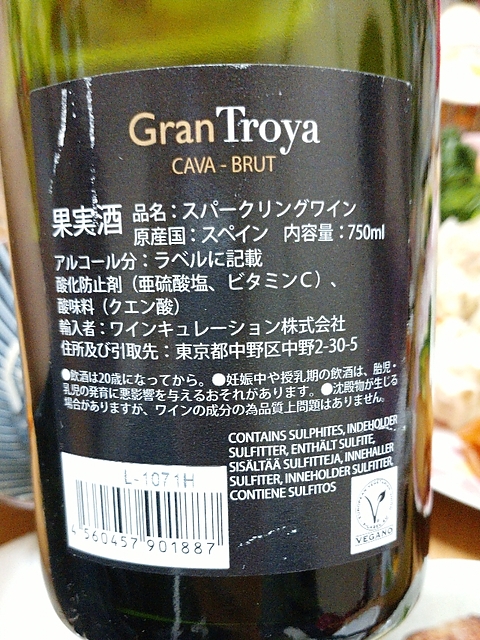 Gran Troya
CAVA - BRUT
果実酒 品名：スパークリングワイン
原産国：スペイン 内容量：750ml
アルコール分：ラベルに記載
酸化防止剤（亜硫酸塩、ビタミンC）、
酸味料（クエン酸）
輸入者：ワインキュレーション株式会社
住所及び引取先：東京都中野区中野2-30-5
●飲酒は20歳になってから。●妊娠中や授乳期の飲酒は、胎児・
乳児の発育に悪影響を与えるおそれがあります。●沈殿物が生じる
場合がありますが、ワインの成分の為品質上問題はありません。
CONTAINS SULPHITES, INDEHOLDER
SULFITTER, ENTHÄLT SULFITE,
SISÄLTÄÄ SULFITTEJA, INNEHALLER
SULFITER, INNEHOLDER SULFITTER,
CONTIENE SULFITOS
L-1071H
4 560457 901887
VEGANO